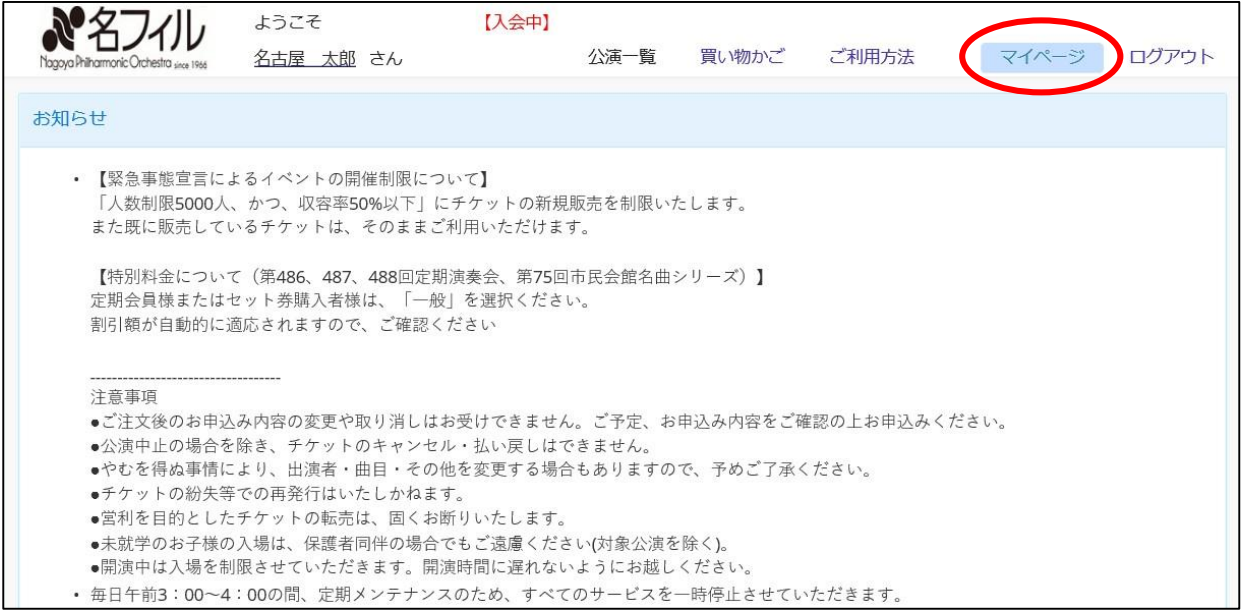 名フィル
Nagoya Philharmonic Orchestra since 1966
ようこそ
【入会中】
名古屋 太郎 さん
公演一覧 買い物かご ご利用方法 マイページ ログアウト
お知らせ
・ 【緊急事態宣言によるイベントの開催制限について】
「人数制限5000人、かつ、収容率50%以下」にチケットの新規販売を制限いたします。
また既に販売しているチケットは、そのままご利用いただけます。
【特別料金について（第486、487、488回定期演奏会、第75回市民会館名曲シリーズ）】
定期会員様またはセット券購入者様は、「一般」を選択ください。
割引額が自動的に適応されますので、ご確認ください
-----------------------------------
注意事項
●ご注文後のお申込み内容の変更や取り消しはお受けできません。ご予定、お申込み内容をご確認の上お申込みください。
●公演中止の場合を除き、チケットのキャンセル・払い戻しはできません。
●やむを得ぬ事情により、出演者・曲目・その他を変更する場合もありますので、予めご了承ください。
●チケットの紛失等での再発行はいたしかねます。
●営利を目的としたチケットの転売は、固くお断りいたします。
●未就学のお子様の入場は、保護者同伴の場合でもご遠慮ください(対象公演を除く)。
●開演中は入場を制限させていただきます。開演時間に遅れないようにお越しください。
・ 毎日午前3：00～4：00の間、定期メンテナンスのため、すべてのサービスを一時停止させていただきます。